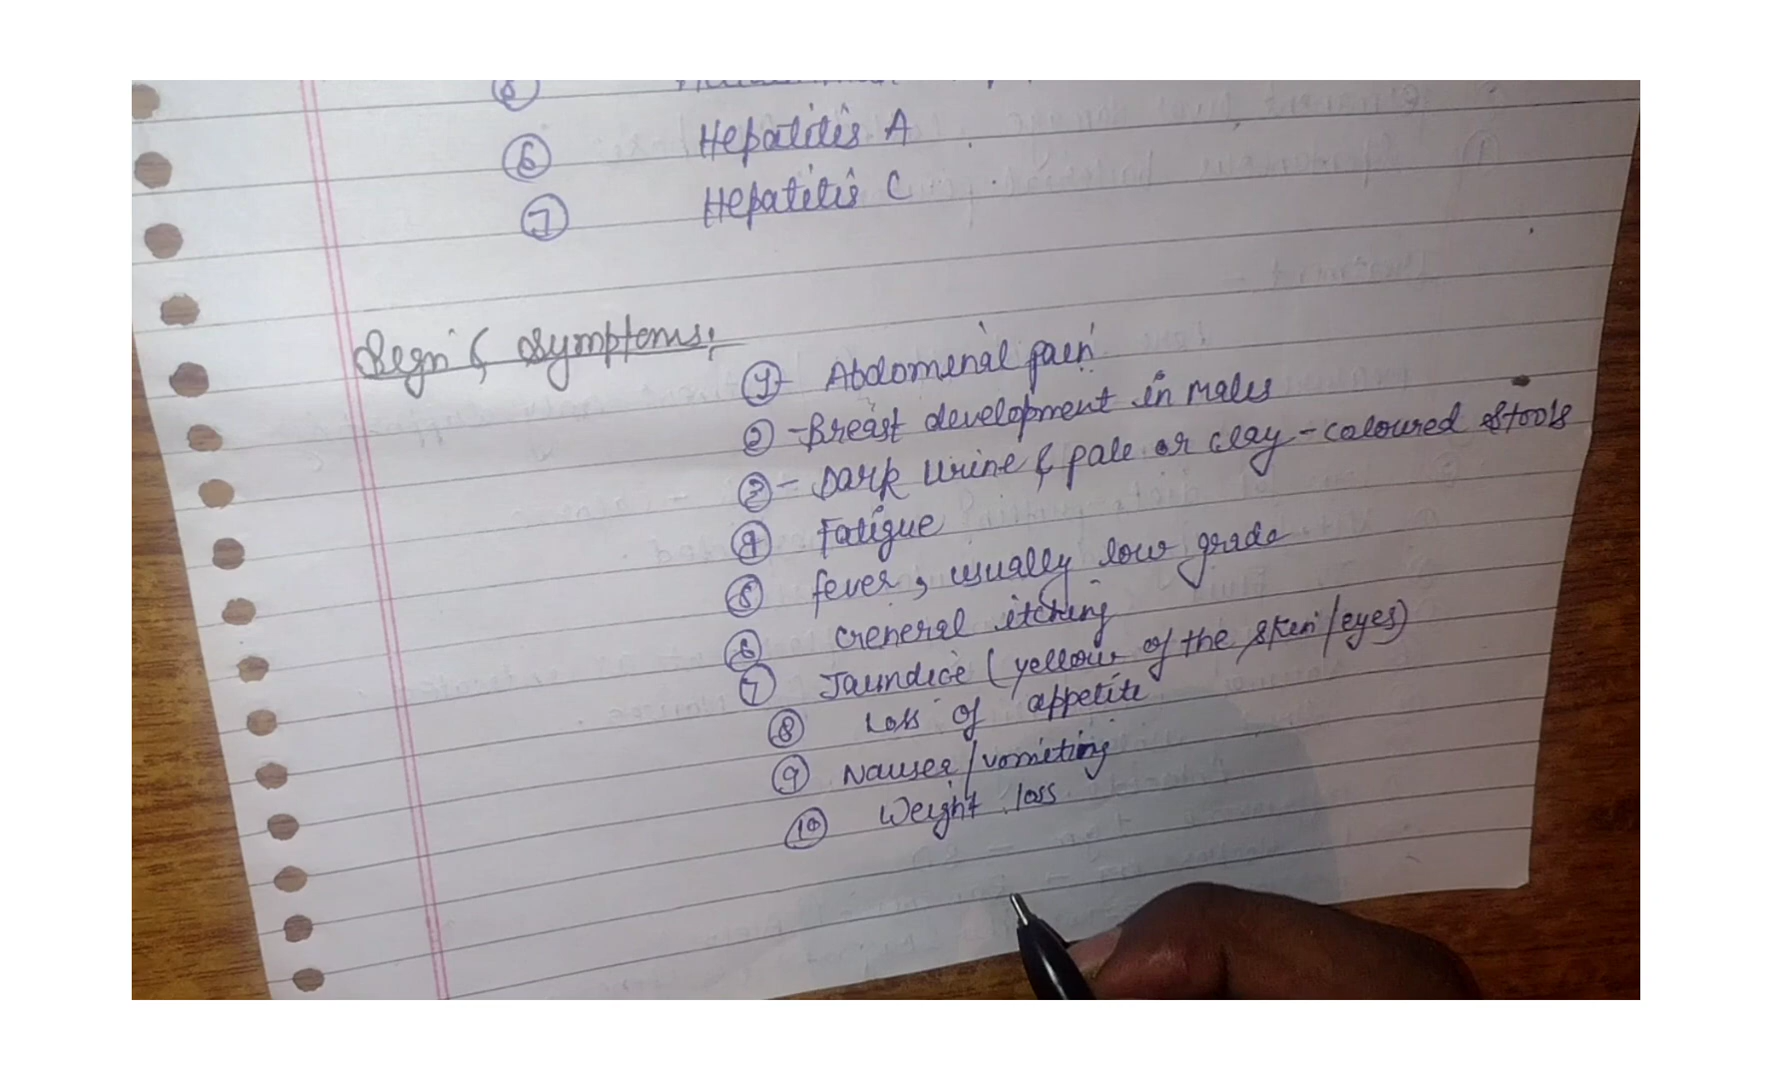 ⑥ Hepatitis A
⑦ Hepatitis C
Sign & Symptoms:
① - Abdomenal pain
② - Breast development in males
③ - Dark urine & pale or clay - coloured stools
④ Fatigue
⑤ fever, usually low grade
⑥ General itching
⑦ Jaundice (yellow of the skin/eyes)
⑧ Loss of appetite
⑨ Nausea/vomiting
⑩ Weight loss